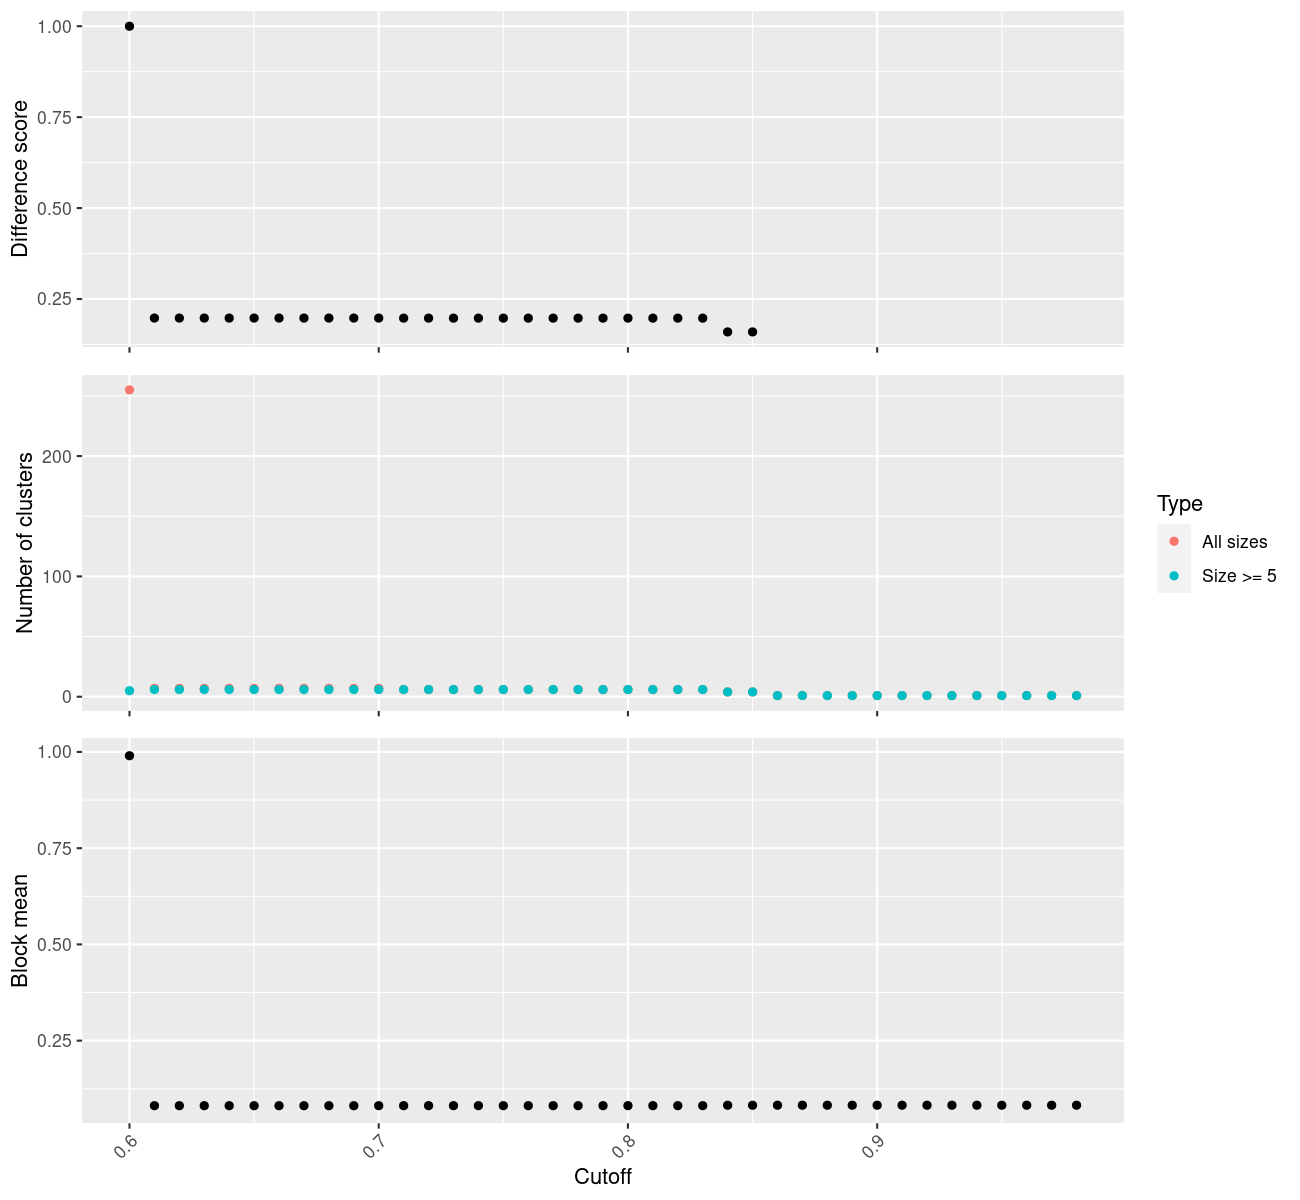 Difference score
1.00
0.75
0.50
0.25
Number of clusters
200
100
0
Type
All sizes
Size >= 5
Block mean
1.00
0.75
0.50
0.25
0.6
0.7
0.8
0.9
Cutoff